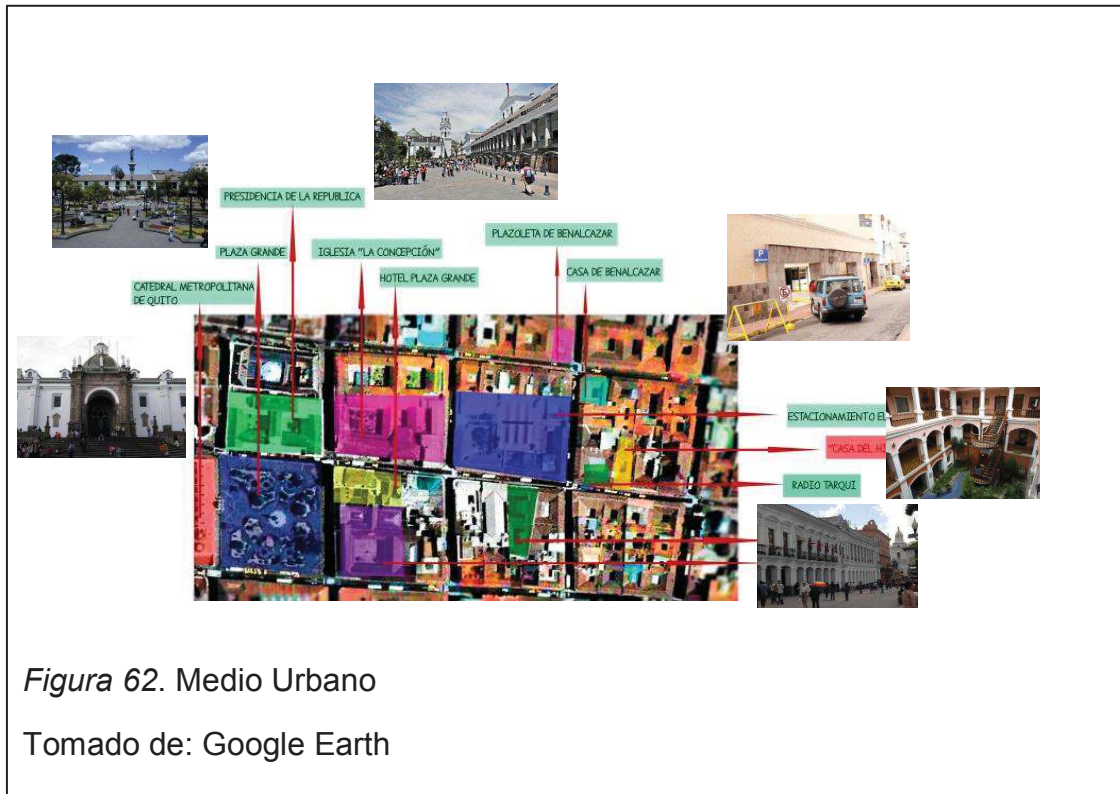 PRESIDENCIA DE LA REPUBLICA
PLAZA GRANDE
IGLESIA "LA CONCEPCIÓN"
PLAZOLETA DE BENALCAZAR
CATEDRAL METROPOLITANA
DE QUITO
HOTEL PLAZA GRANDE
CASA DE BENALCAZAR
P
ESTACIONAMIENTO EL
"CASA DEL
RADIO TARQUI
Figura 62. Medio Urbano
Tomado de: Google Earth